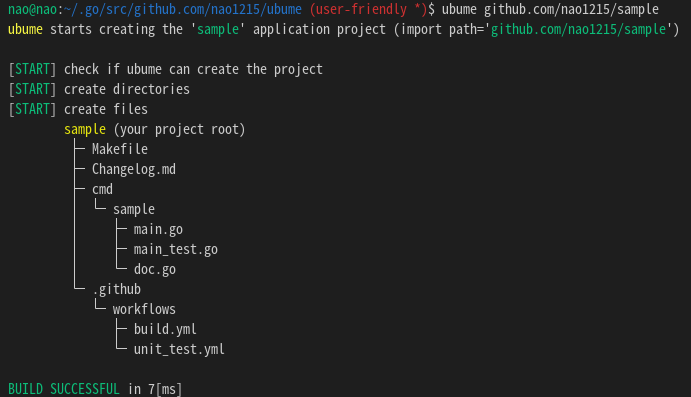 nao@nao:~/.go/src/github.com/nao1215/ubume (user-friendly *)$ ubume github.com/nao1215/sample
ubume starts creating the 'sample' application project (import path='github.com/nao1215/sample')
[START] check if ubume can create the project
[START] create directories
[START] create files
sample (your project root)
├─ Makefile
├─ Changelog.md
├─ cmd
│  └─ sample
│     ├─ main.go
│     ├─ main_test.go
│     └─ doc.go
└─ .github
   └─ workflows
      ├─ build.yml
      └─ unit_test.yml
BUILD SUCCESSFUL in 7[ms]